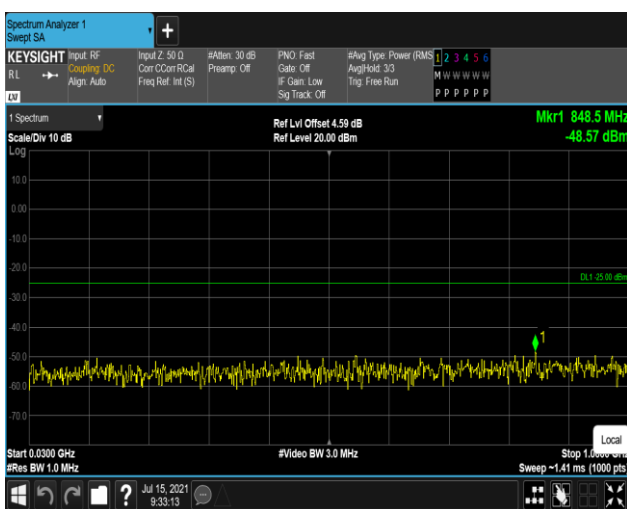 Spectrum Analyzer 1
Swept SA
+
KEYSIGHT Input: RF Input Z: 50 Ω #Atten: 30 dB PNO: Fast #Avg Type: Power (RMS 1 2 3 4 5 6
RL Coupling: DC Corr CCorr RCal Preamp: Off Gate: Off Avg|Hold: 3/3 M W W W W W
Align: Auto Freq Ref: Int (S) IF Gain: Low Trig: Free Run
LXI Sig Track: Off P P P P P P
1 Spectrum Ref Lvl Offset 4.59 dB Mkr1 848.5 MHz
Scale/Div 10 dB Ref Level 20.00 dBm -48.57 dBm
Log
10.0
0.00
-10.0
-20.0
DL1 -25.00 dBm
-30.0
-40.0
1
-50.0
-60.0
-70.0
Local
Start 0.0300 GHz #Video BW 3.0 MHz Stop
#Res BW 1.0 MHz Sweep ~1.41 ms (1000 pts
? Jul 15, 2021
9:33:13